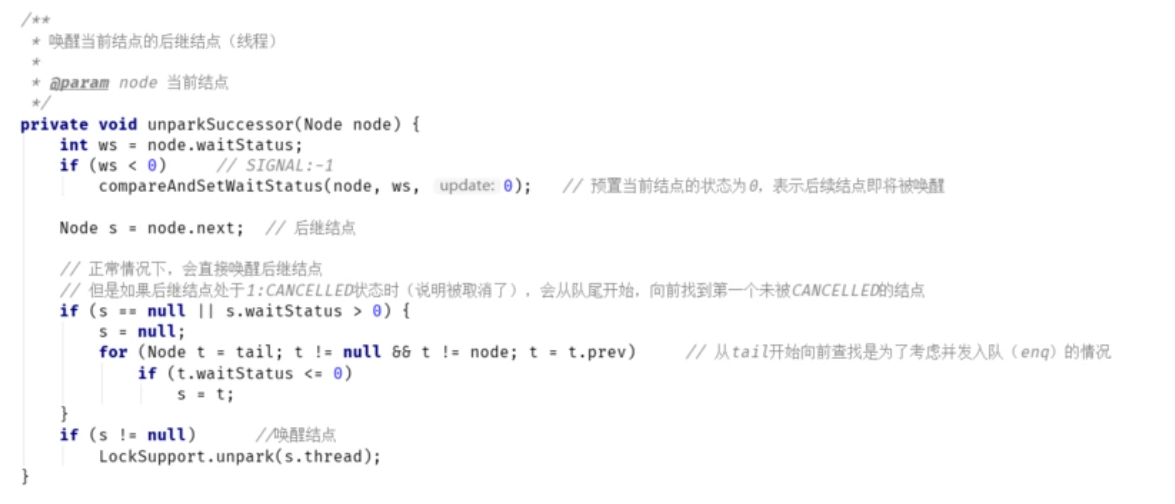 /**
 * 唤醒当前结点的后继结点（线程）
 *
 * @param node 当前结点
 */
private void unparkSuccessor(Node node) {
    int ws = node.waitStatus;
    if (ws < 0)     // SIGNAL:-1
        compareAndSetWaitStatus(node, ws,  update: 0);   // 预置当前结点的状态为0，表示后续结点即将被唤醒

    Node s = node.next;  // 后继结点

    // 正常情况下，会直接唤醒后继结点
    // 但是如果后继结点处于1:CANCELLED状态时（说明被取消了），会从队尾开始，向前找到第一个未被CANCELLED的结点
    if (s == null || s.waitStatus > 0) {
        s = null;
        for (Node t = tail; t != null && t != node; t = t.prev)     // 从tail开始向前查找是为了考虑并发入队（enq）的情况
            if (t.waitStatus <= 0)
                s = t;
    }
    if (s != null)      //唤醒结点
        LockSupport.unpark(s.thread);
}